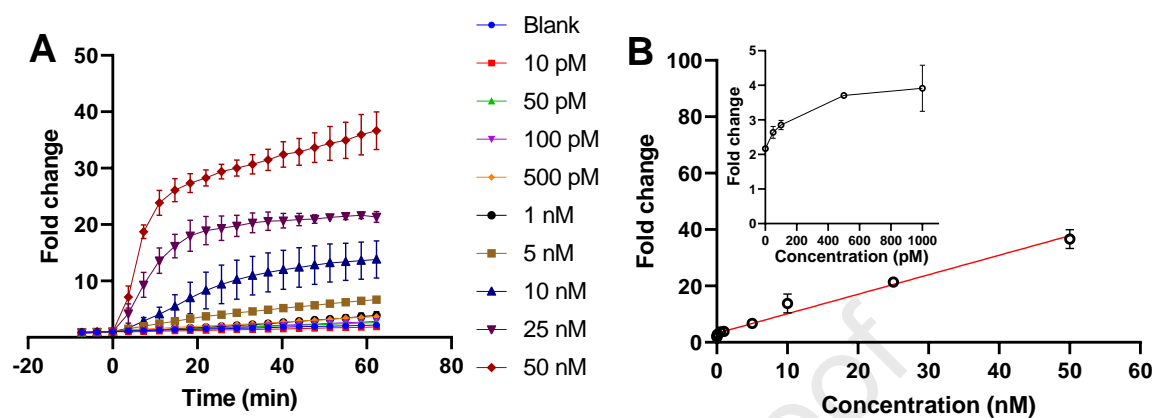 A
Fold change
50
40
30
20
10
-20
0
20
40
60
80
Time (min)
Blank
10 pM
50 pM
100 pM
500 pM
1 nM
5 nM
10 nM
25 nM
50 nM
B
Fold change
100
80
60
40
20
0
0
10
20
30
40
50
60
Concentration (nM)
Fold change
5
4
3
2
1
0
0
200
400
600
800
1000
Concentration (pM)
oof